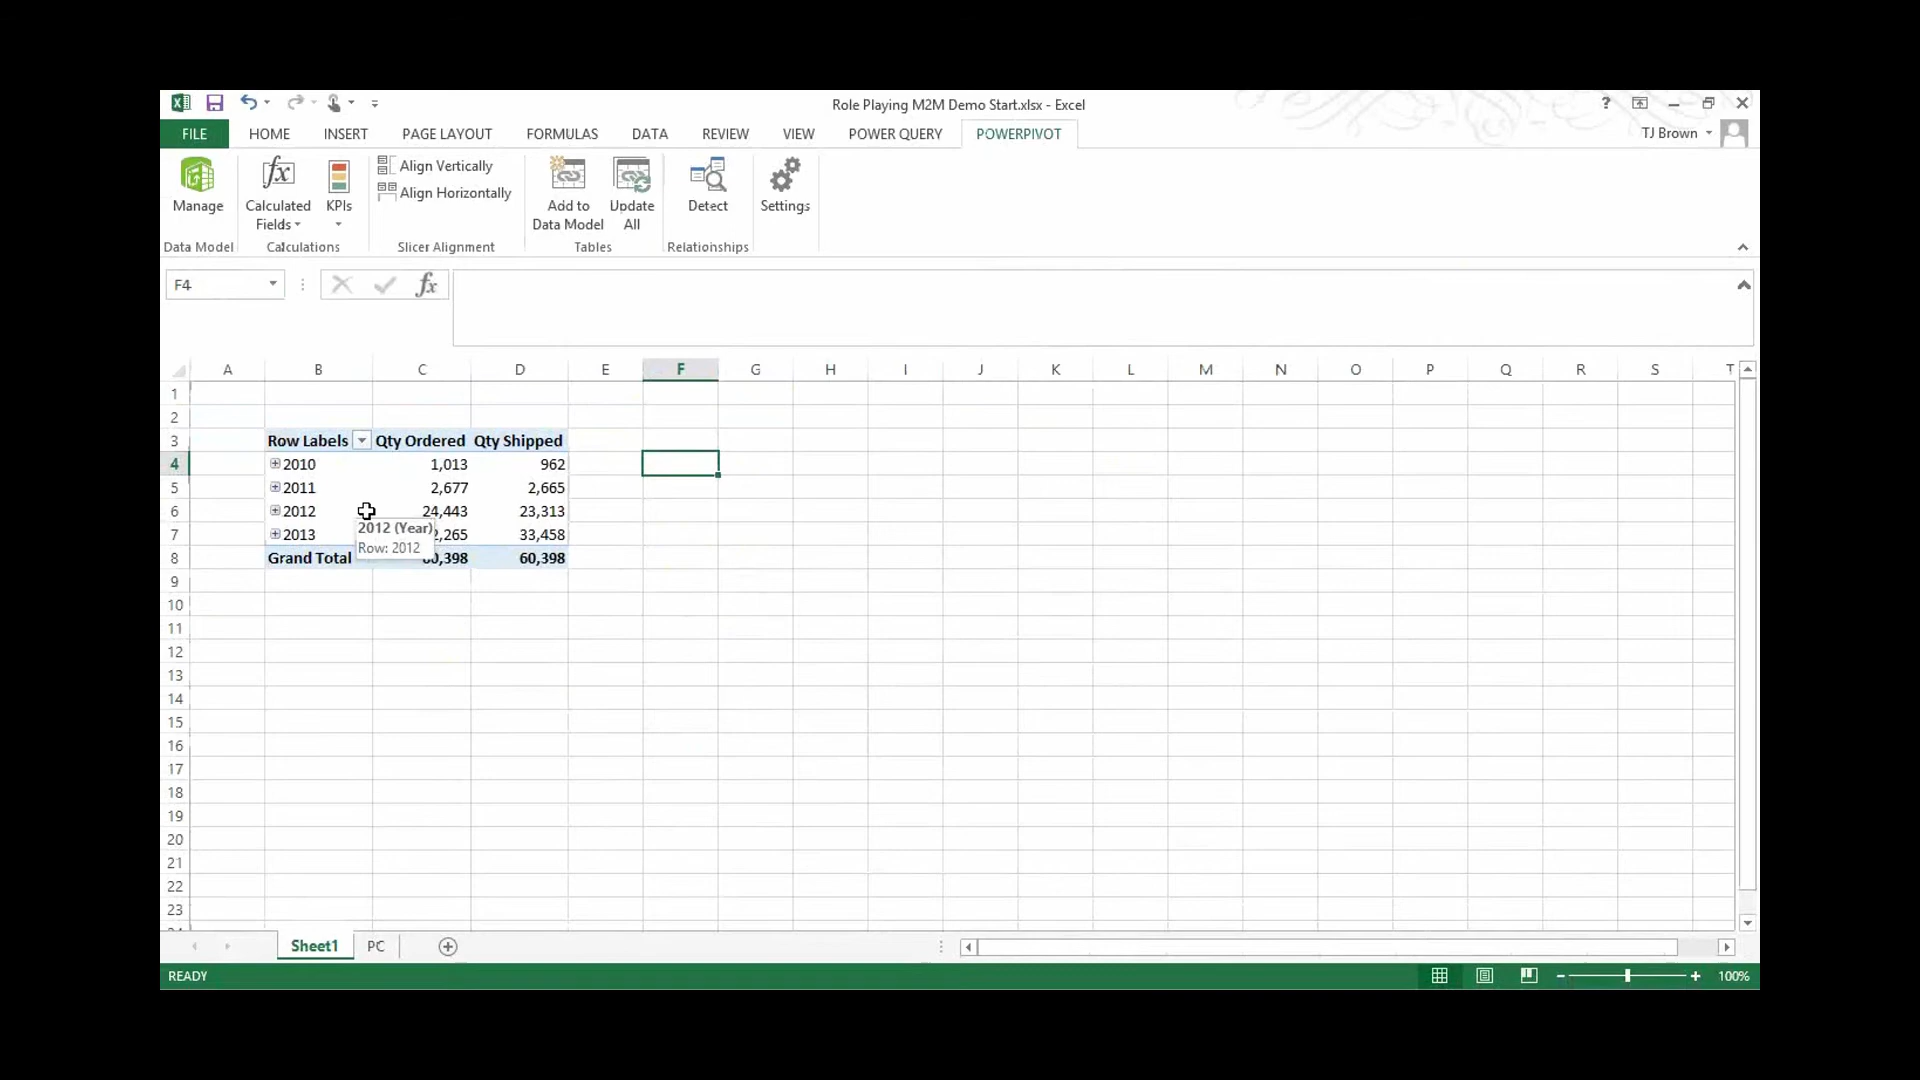 Role Playing M2M Demo Start.xlsx - Excel
?
FILE HOME INSERT PAGE LAYOUT FORMULAS DATA REVIEW VIEW POWER QUERY POWERPIVOT
TJ Brown
Manage
Calculated Fields
KPIs
Align Vertically
Align Horizontally
Add to Data Model
Update All
Detect
Settings
Data Model Calculations Slicer Alignment Tables Relationships
F4
fx
A B C D E F G H I J K L M N O P Q R S T
1
2
3 Row Labels Qty Ordered Qty Shipped
4 2010 1,013 962
5 2011 2,677 2,665
6 2012 24,443 23,313
7 2013 2,265 33,458
2012 (Year)
Row: 2012
8 Grand Total 60,398 60,398
9
10
11
12
13
14
15
16
17
18
19
20
21
22
23
Sheet1 PC
READY
100%